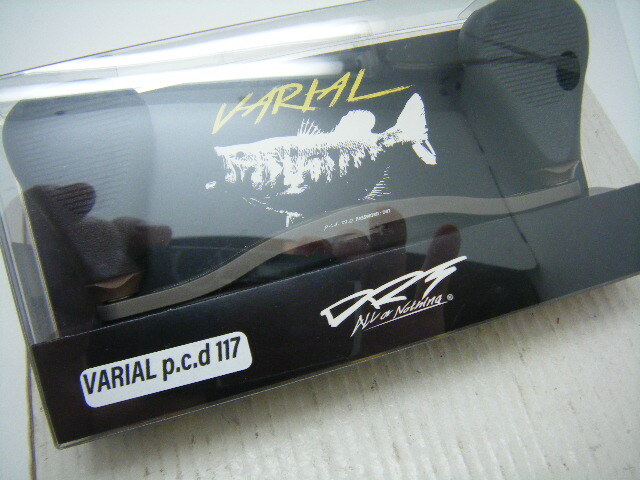 VARIAL
DRT
ALL or Nothing ®
VARIAL p.c.d 117